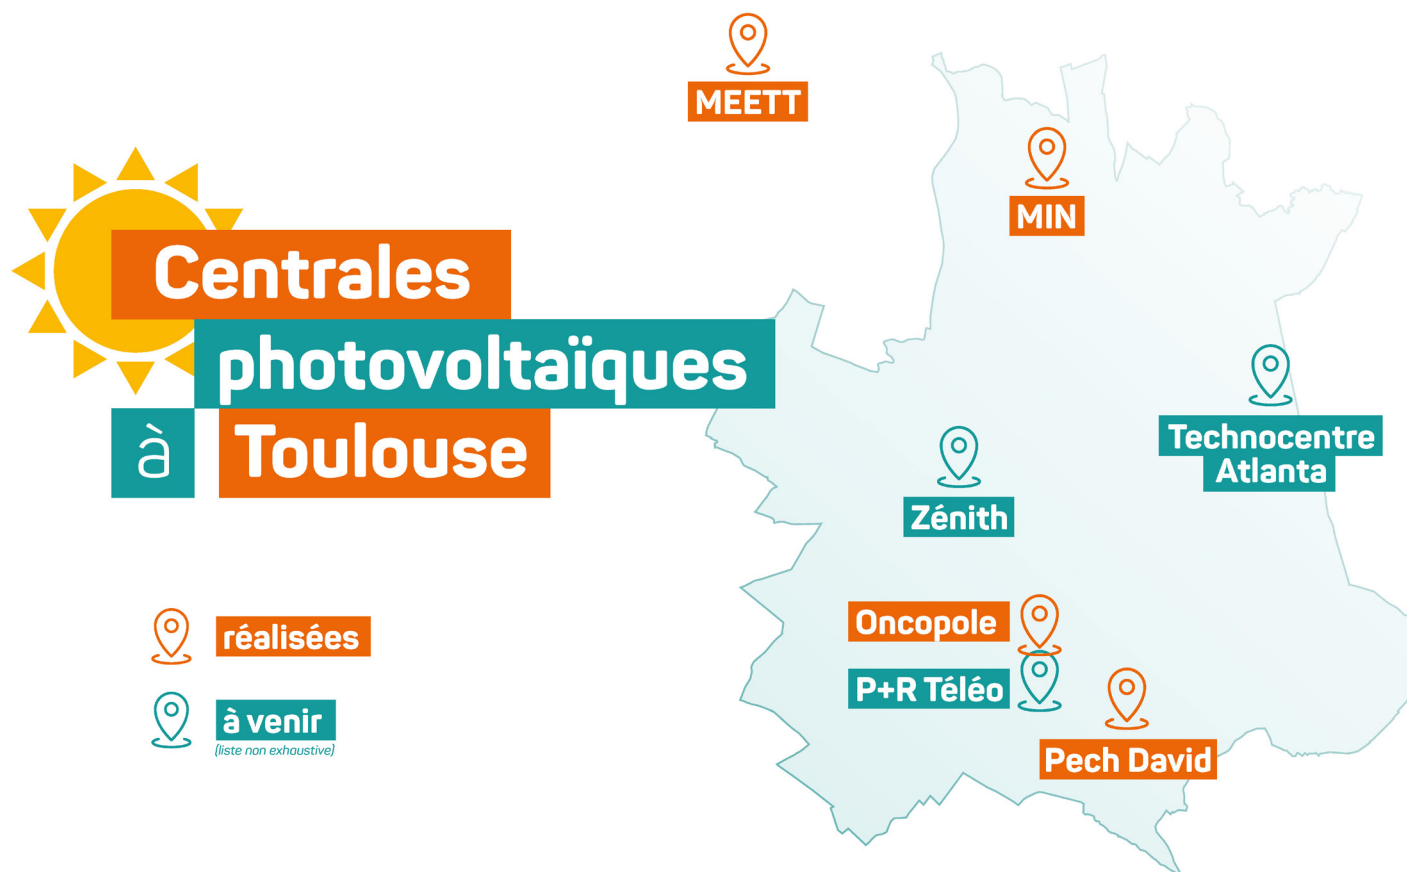 Centrales
photovoltaïques
à Toulouse
réalisées
à venir
(liste non exhaustive)
MEETT
MIN
Technocentre
Atlanta
Zénith
Oncopole
P+R Téléo
Pech David